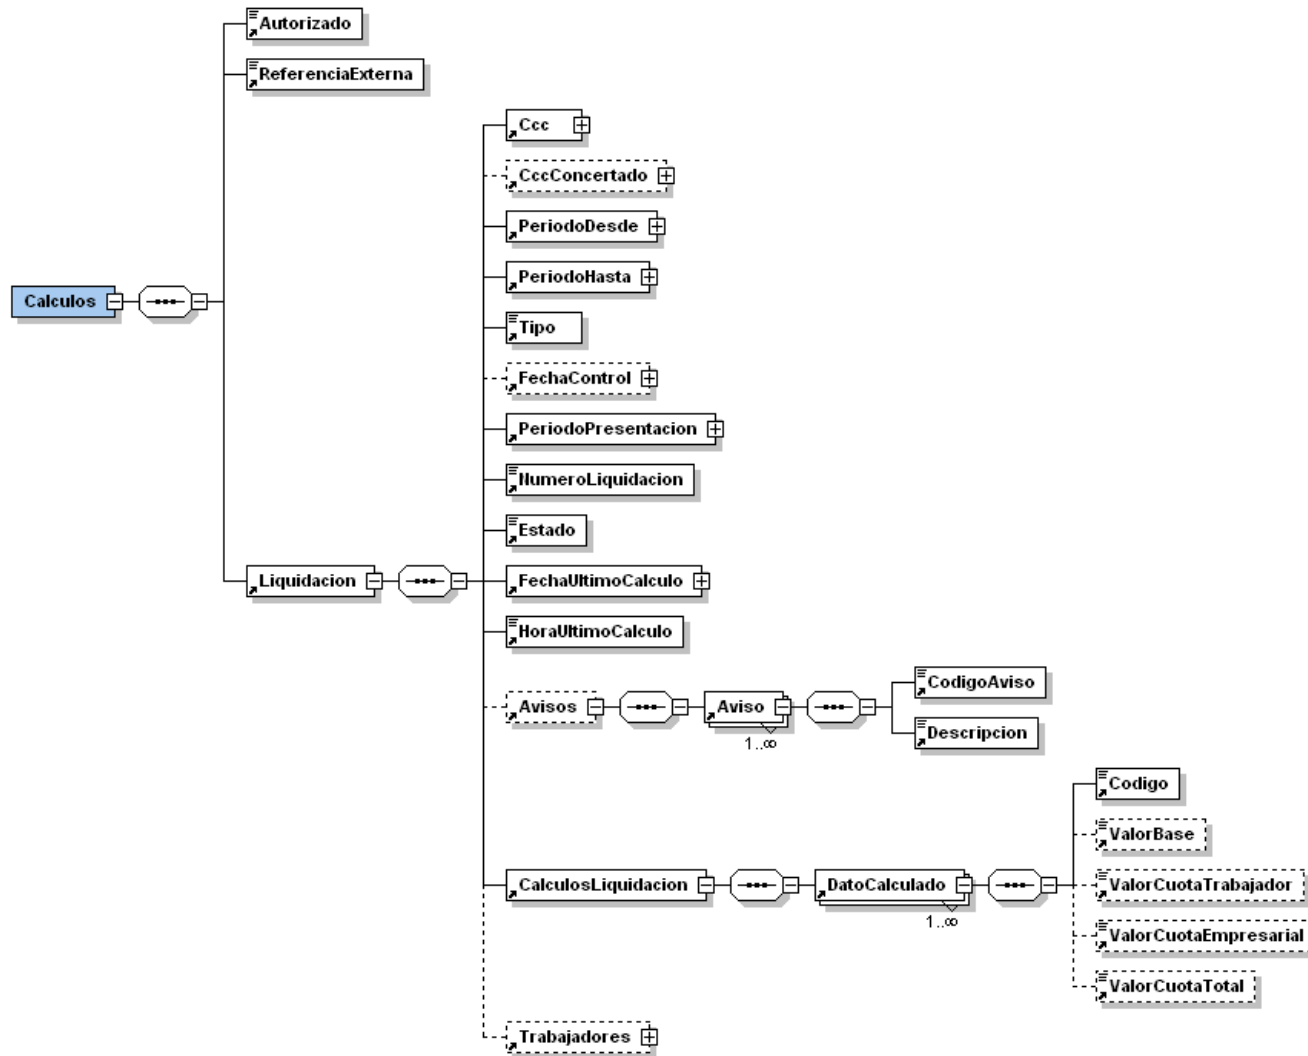 Autorizado
ReferenciaExterna
Ccc
CccConcertado
PeriodoDesde
PeriodoHasta
Calculos
Tipo
FechaControl
PeriodoPresentacion
NumeroLiquidacion
Estado
Liquidacion
FechaUltimoCalculo
HoraUltimoCalculo
Avisos
Aviso
1..∞
CodigoAviso
Descripcion
CalculosLiquidacion
DatoCalculado
1..∞
Codigo
ValorBase
ValorCuotaTrabajador
ValorCuotaEmpresarial
ValorCuotaTotal
Trabajadores